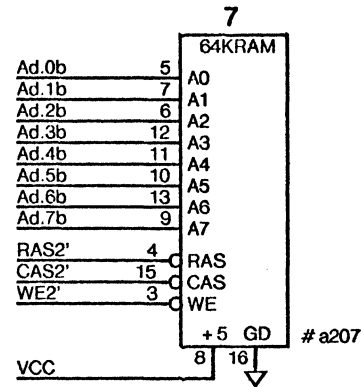 7
64KRAM
Ad.0b 5 A0
Ad.1b 7 A1
Ad.2b 6 A2
Ad.3b 12 A3
Ad.4b 11 A4
Ad.5b 10 A5
Ad.6b 13 A6
Ad.7b 9 A7
RAS2' 4 RAS
CAS2' 15 CAS
WE2' 3 WE
+5 GD #a207
VCC 8 16